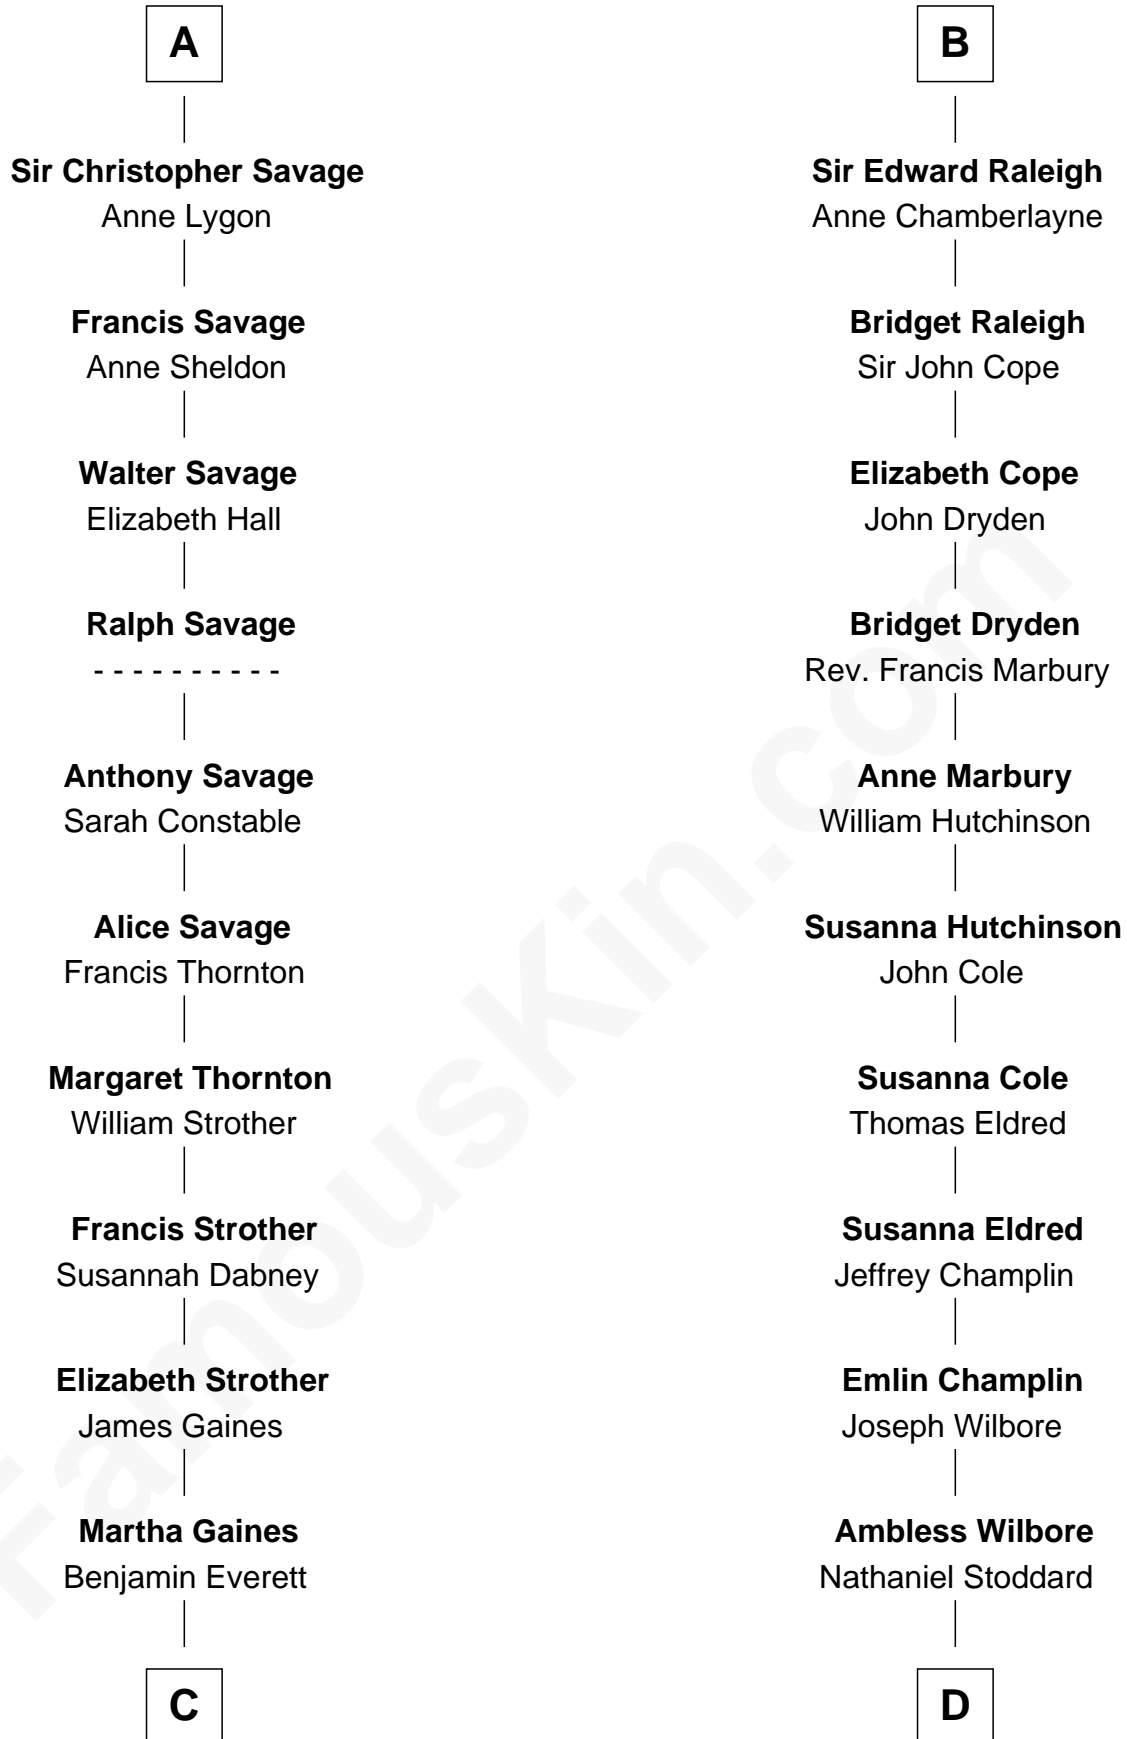 A
Sir Christopher Savage
Anne Lygon
Francis Savage
Anne Sheldon
Walter Savage
Elizabeth Hall
Ralph Savage
- - - - - - - - - -
Anthony Savage
Sarah Constable
Alice Savage
Francis Thornton
Margaret Thornton
William Strother
Francis Strother
Susannah Dabney
Elizabeth Strother
James Gaines
Martha Gaines
Benjamin Everett
C
B
Sir Edward Raleigh
Anne Chamberlayne
Bridget Raleigh
Sir John Cope
Elizabeth Cope
John Dryden
Bridget Dryden
Rev. Francis Marbury
Anne Marbury
William Hutchinson
Susanna Hutchinson
John Cole
Susanna Cole
Thomas Eldred
Susanna Eldred
Jeffrey Champlin
Emlin Champlin
Joseph Wilbore
Ambless Wilbore
Nathaniel Stoddard
D
FamousKin.com